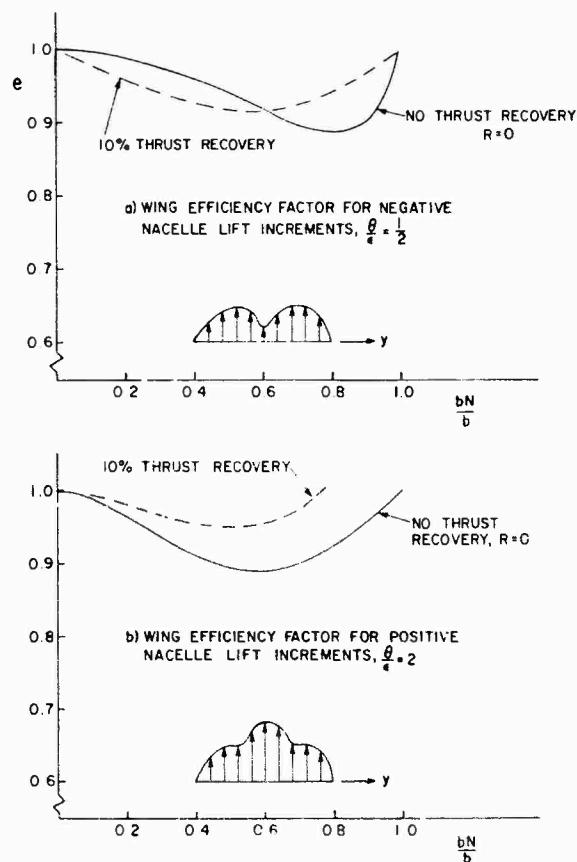 1.0
e
0.9
0.8
0.7
0.6
NO THRUST RECOVERY
R=0
10% THRUST RECOVERY
a) WING EFFICIENCY FACTOR FOR NEGATIVE
NACELLE LIFT INCREMENTS, θ/ε = 1/2
y
0.2 0.4 0.6 0.8 1.0
bN/b
10% THRUST RECOVERY
1.0
0.9
0.8
0.7
0.6
NO THRUST
RECOVERY, R=0
b) WING EFFICIENCY FACTOR FOR POSITIVE
NACELLE LIFT INCREMENTS, θ/ε = 2
y
0.2 0.4 0.6 0.8 1.0
bN/b